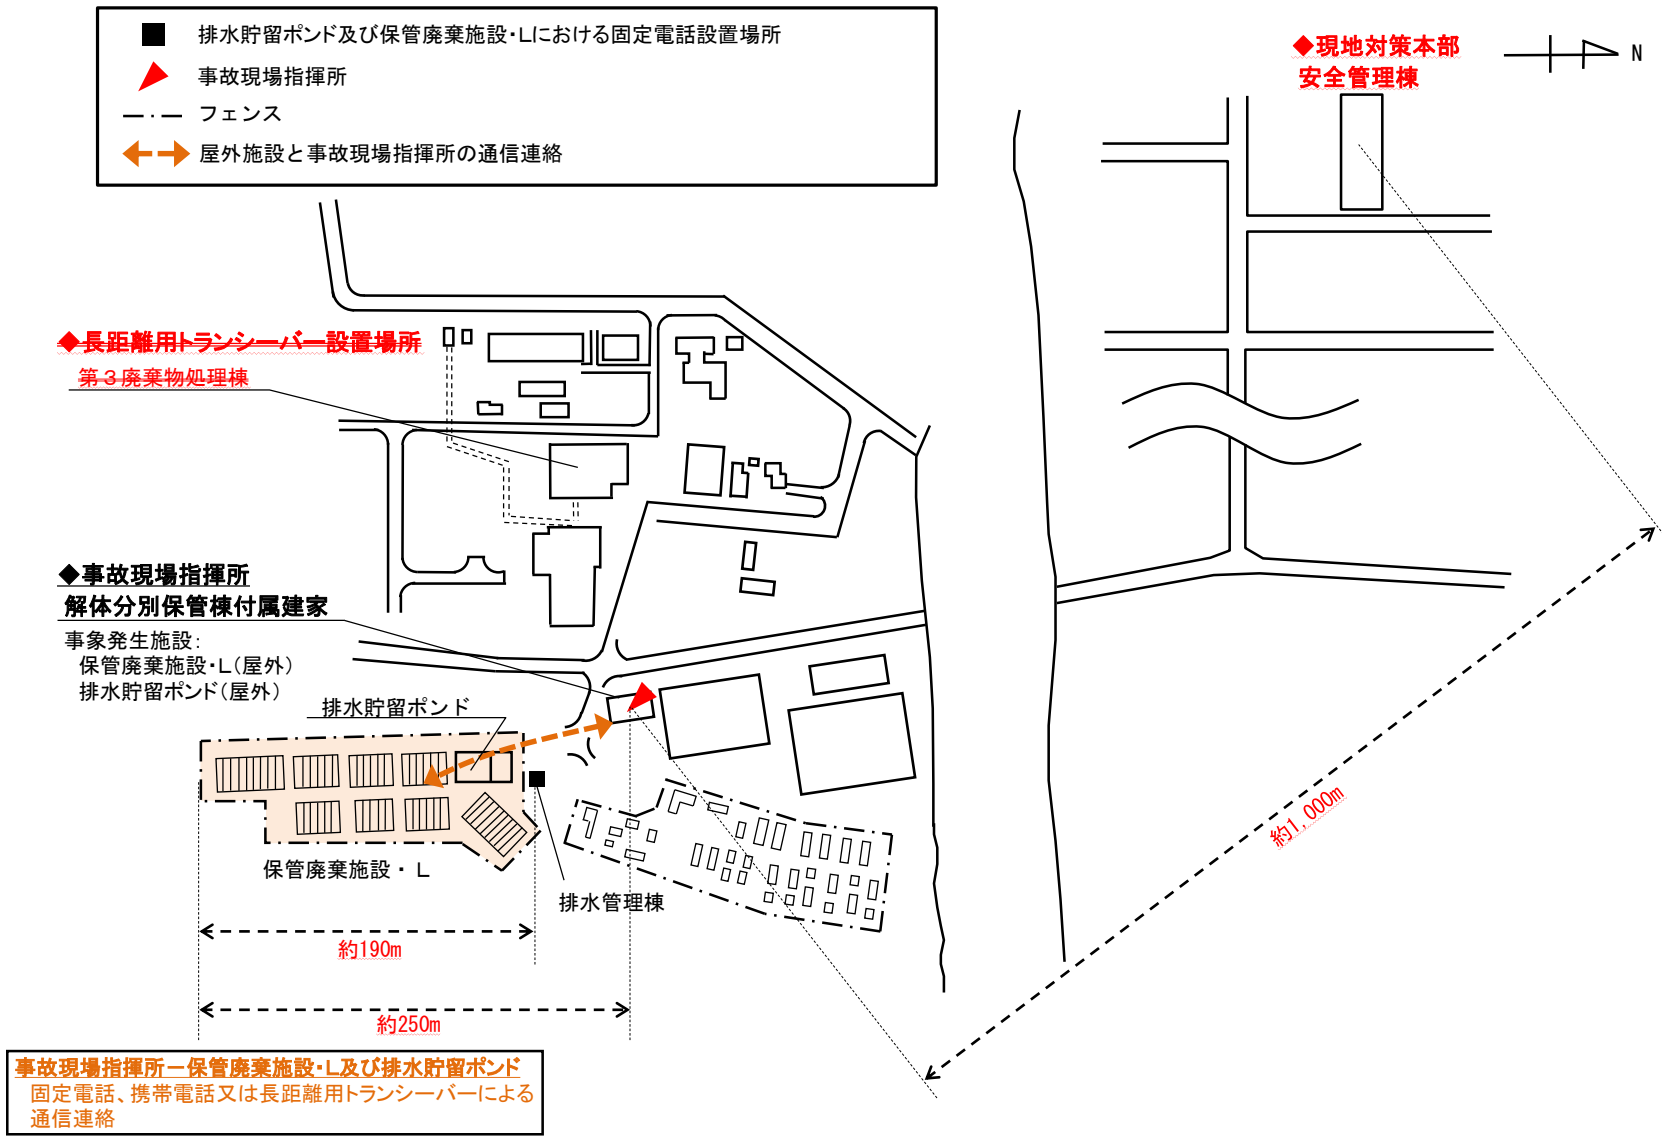 排水貯留ポンド及び保管廃棄施設・Lにおける固定電話設置場所
事故現場指揮所
フェンス
屋外施設と事故現場指揮所の通信連絡
◆現地対策本部
安全管理棟
N
◆長距離用トランシーバー設置場所
第3廃棄物処理棟
◆事故現場指揮所
解体分別保管棟付属建家
事象発生施設:
保管廃棄施設・L(屋外)
排水貯留ポンド(屋外)
排水貯留ポンド
保管廃棄施設・L
排水管理棟
約190m
約250m
約1,000m
事故現場指揮所-保管廃棄施設・L及び排水貯留ポンド
固定電話、携帯電話又は長距離用トランシーバーによる
通信連絡